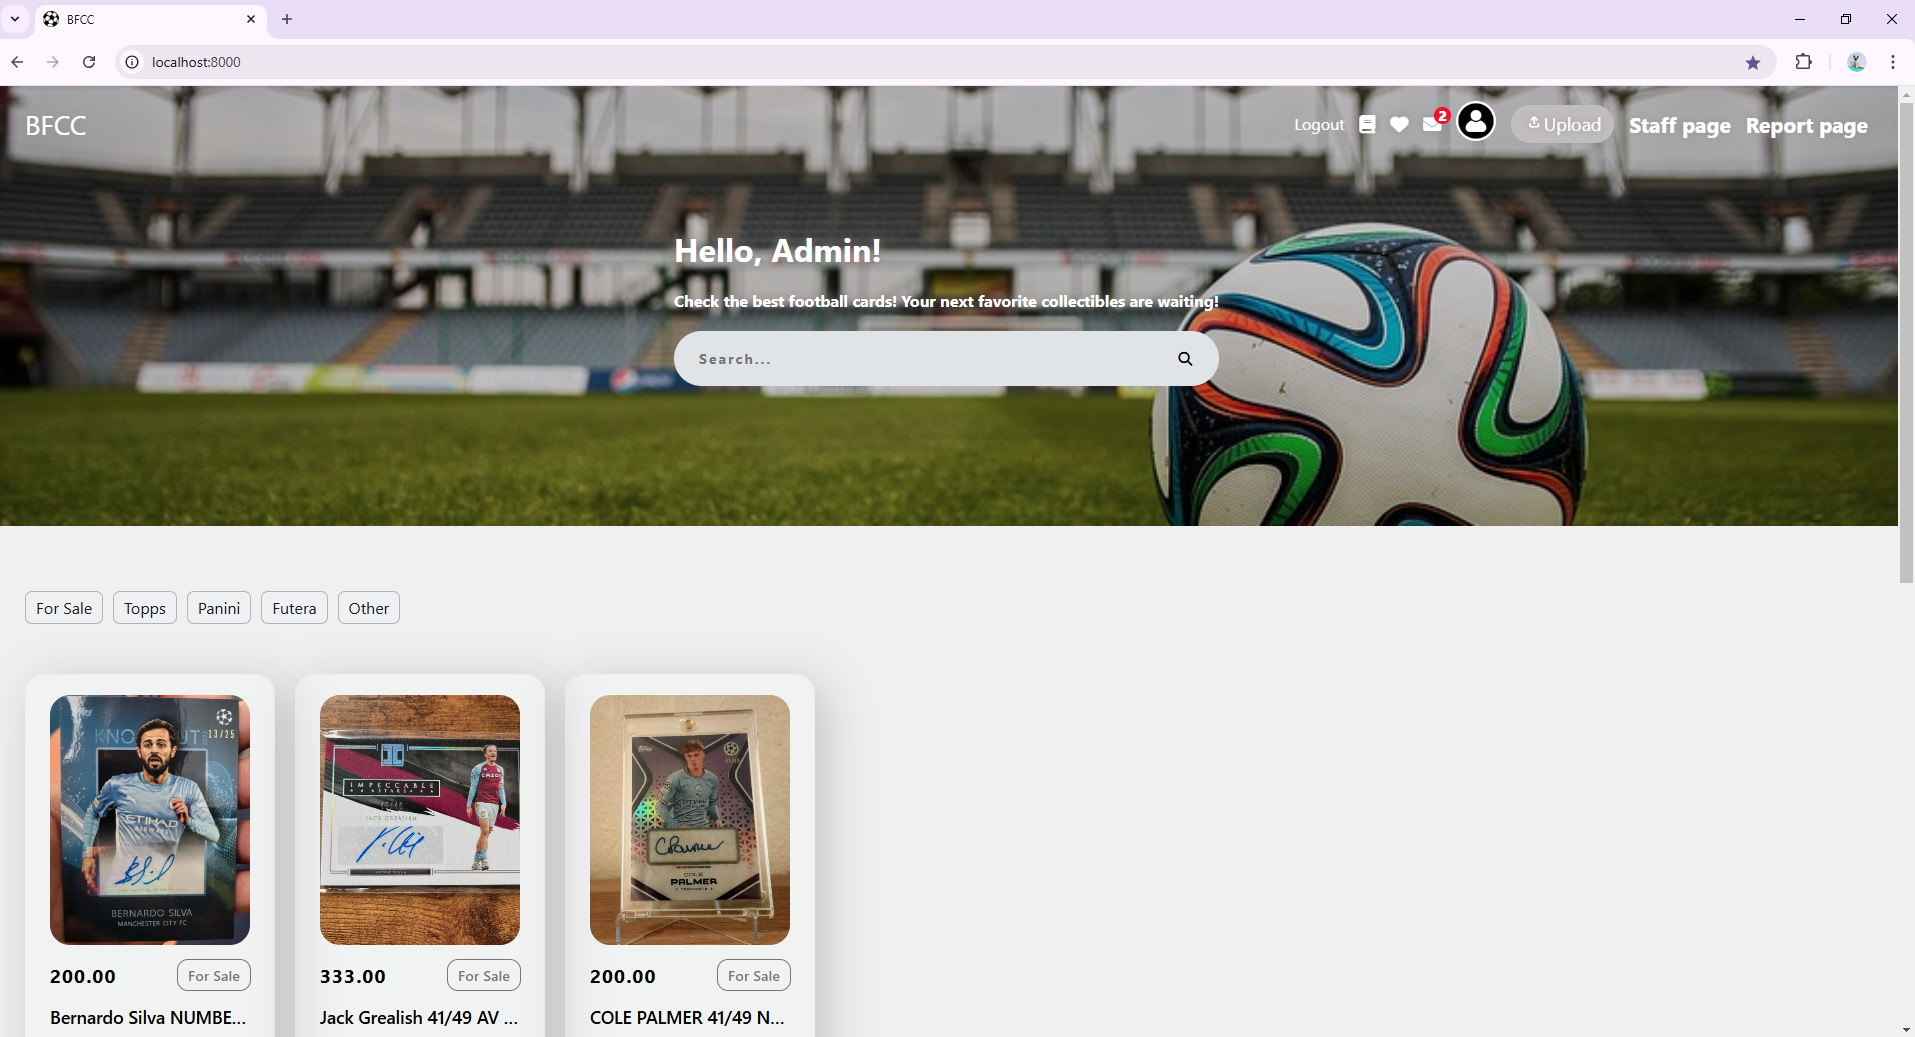 BFCC
localhost:8000
BFCC
Logout
2
Upload
Staff page
Report page
Hello, Admin!
Check the best football cards! Your next favorite collectibles are waiting!
Search...
For Sale
Topps
Panini
Futera
Other
13/25
ETIHAD
AIRWAYS
BERNARDO SILVA
MANCHESTER CITY FC
IMPECCABLE
STARS
JACK GREALISH
COLE
PALMER
200.00
For Sale
333.00
For Sale
200.00
For Sale
Bernardo Silva NUMBE...
Jack Grealish 41/49 AV ...
COLE PALMER 41/49 N...